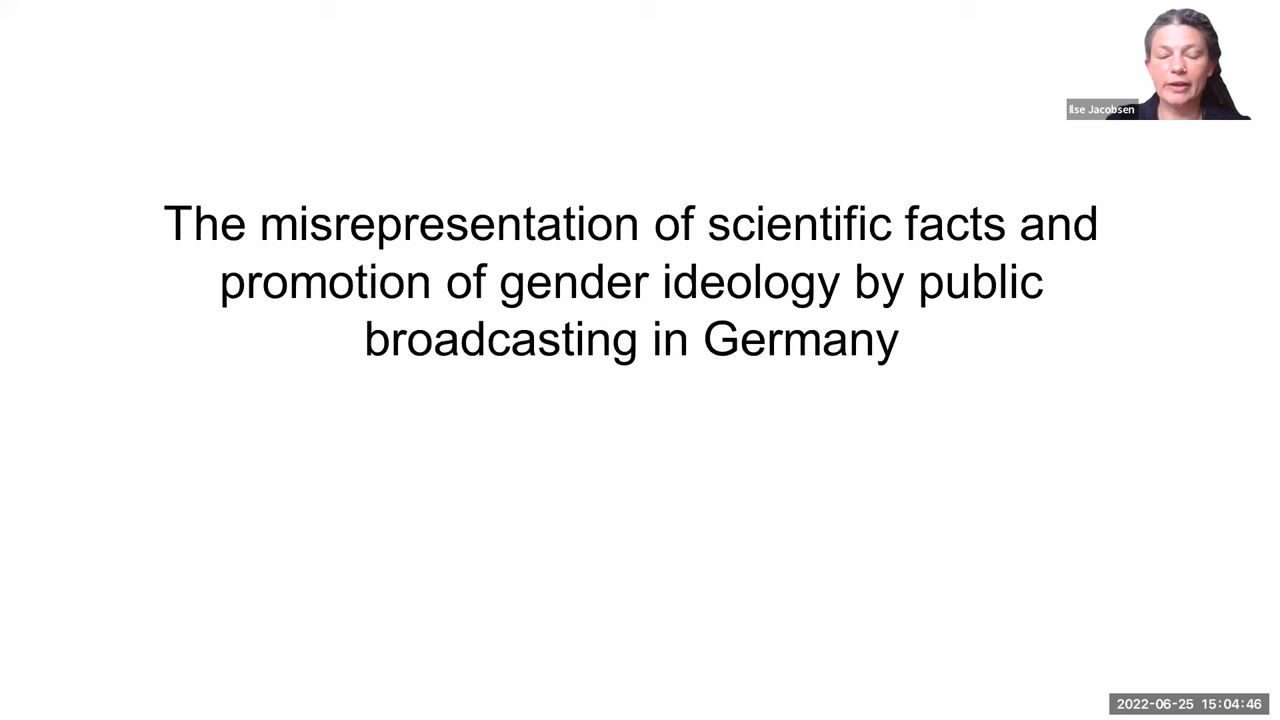 Ilse Jacobsen
The misrepresentation of scientific facts and
promotion of gender ideology by public
broadcasting in Germany
2022-06-25 15:04:46